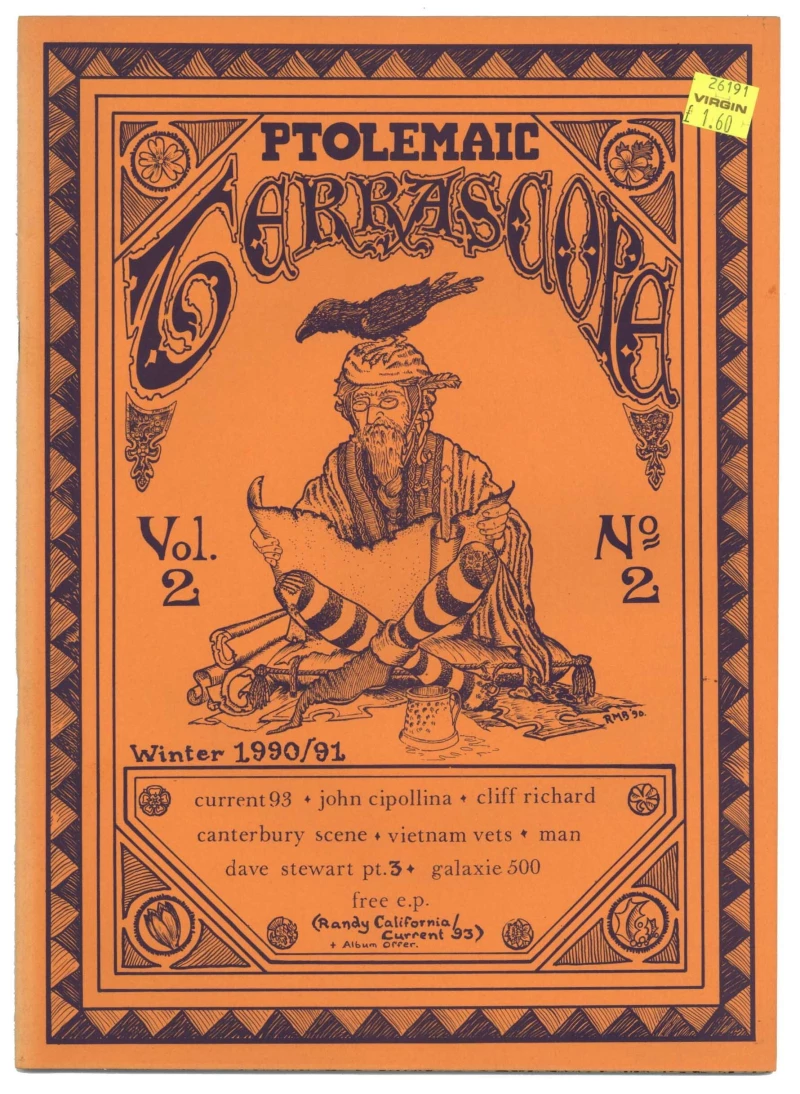 26191
VIRGIN
£ 1.60
PTOLEMAIC
TERRASCOPE
Vol.
2
Nº
2
RMB'90.
Winter 1990/91
current 93 ✦ john cipollina ✦ cliff richard
canterbury scene ✦ vietnam vets ✦ man
dave stewart pt.3 ✦ galaxie 500
free e.p.
(Randy California/
Current 93)
+ Album Offer.